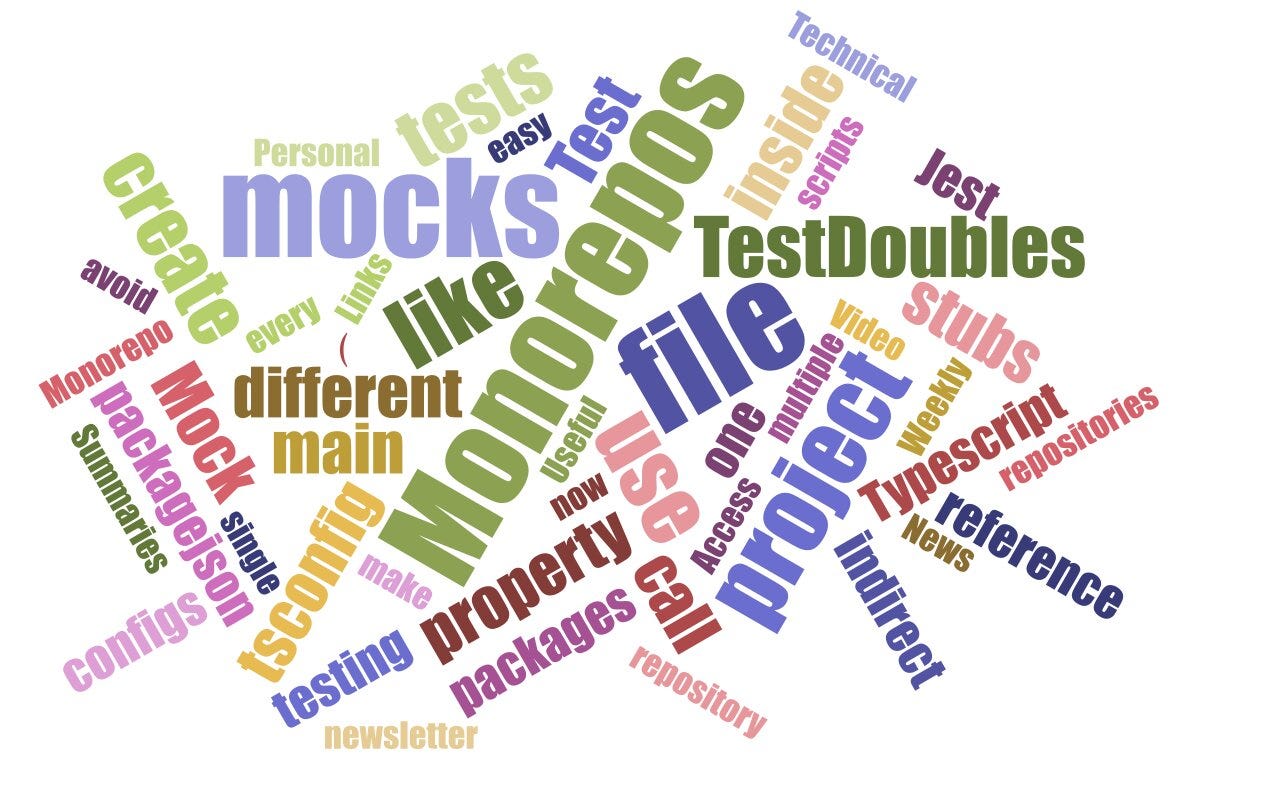 Technical
tests
inside
Test
easy
scripts
Personal
Monorepos
mocks
Jest
create
TestDoubles
avoid
Links
like
every
file
stubs
Video
Monorepo
(
different
multiple
Mock
packagejson
project
Weekly
Typescript
repositories
main
Useful
use
one
Summaries
now
Access
reference
single
tsconfig
News
make
property
call
indirect
configs
packages
testing
repository
newsletter